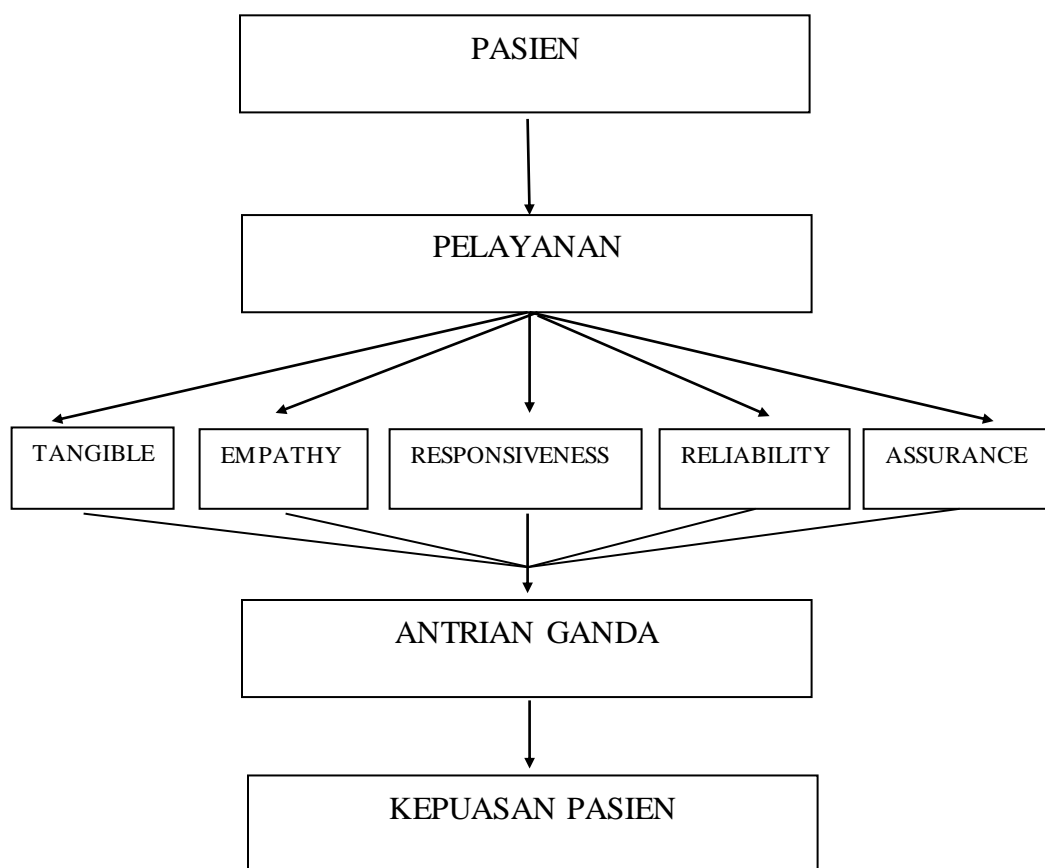 PASIEN
PELAYANAN
TANGIBLE
EMPATHY
RESPONSIVENESS
RELIABILITY
ASSURANCE
ANTRIAN GANDA
KEPUASAN PASIEN